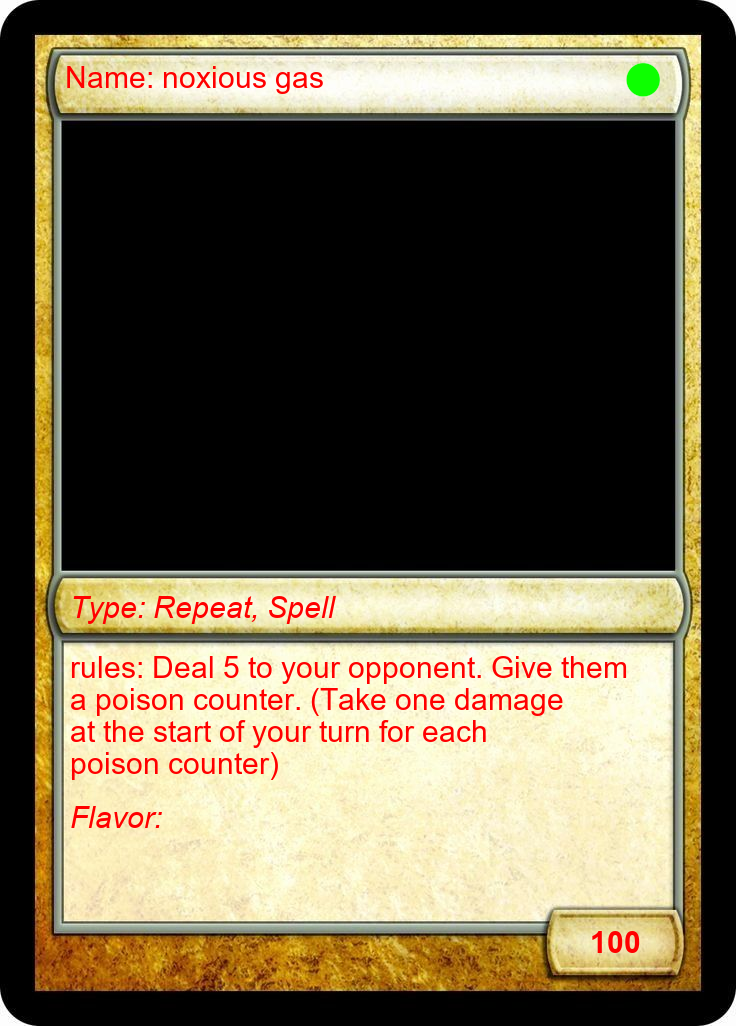 Name: noxious gas
Type: Repeat, Spell
rules: Deal 5 to your opponent. Give them
a poison counter. (Take one damage
at the start of your turn for each
poison counter)
Flavor:
100